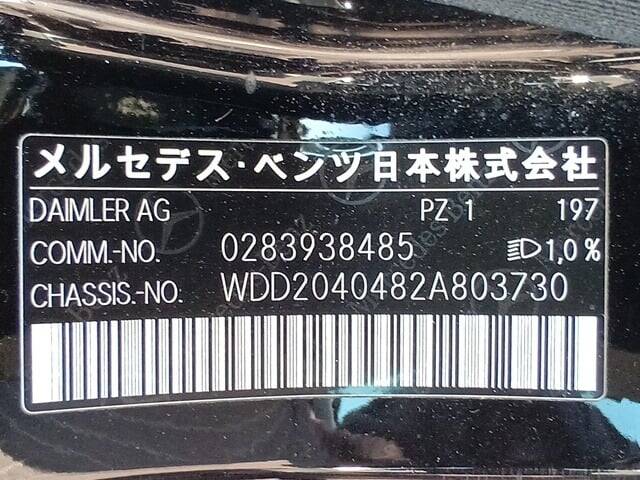 メルセデス・ベンツ日本株式会社
DAIMLER AG PZ 1 197
COMM.-NO. 0283938485 1,0%
CHASSIS.-NO. WDD2040482A803730